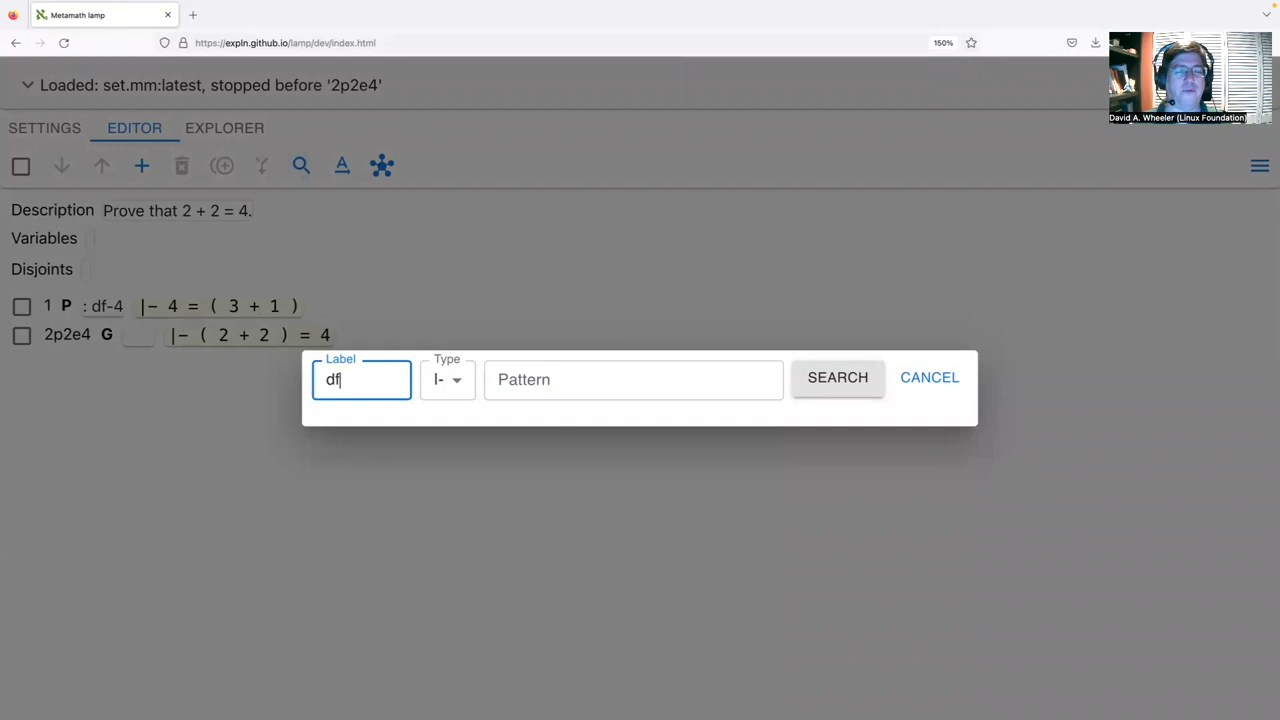 Metamath lamp
https://expln.github.io/lamp/dev/index.html
150%
David A. Wheeler (Linux Foundation)
Loaded: set.mm:latest, stopped before '2p2e4'
SETTINGS EDITOR EXPLORER
Description Prove that 2 + 2 = 4.
Variables
Disjoints
1 P : df-4 |- 4 = ( 3 + 1 )
2p2e4 G |- ( 2 + 2 ) = 4
Label Type
df |- Pattern SEARCH CANCEL